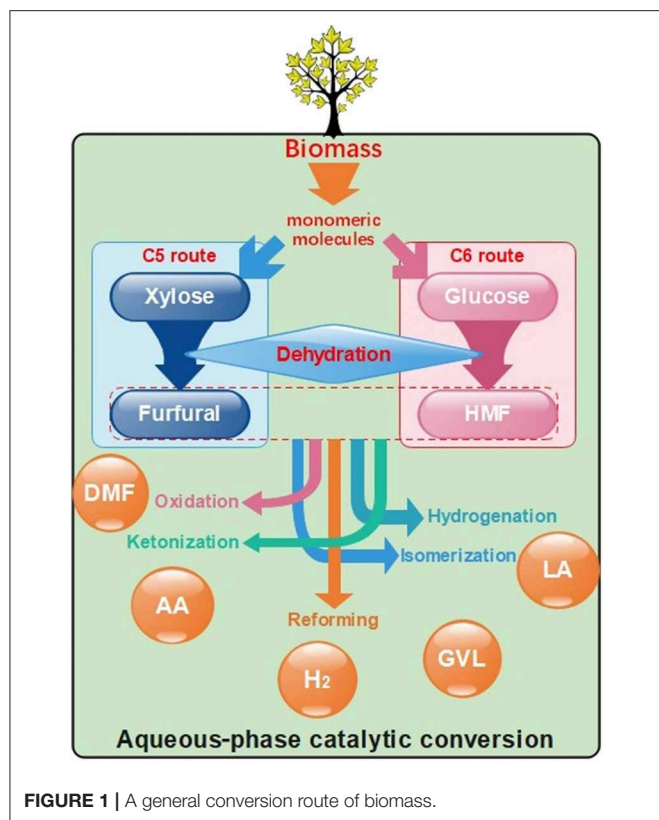 Biomass
monomeric
molecules
C5 route
C6 route
Xylose
Glucose
Dehydration
Furfural
HMF
DMF
Oxidation
Hydrogenation
Ketonization
Isomerization
LA
AA
Reforming
GVL
H₂
Aqueous-phase catalytic conversion
FIGURE 1 | A general conversion route of biomass.